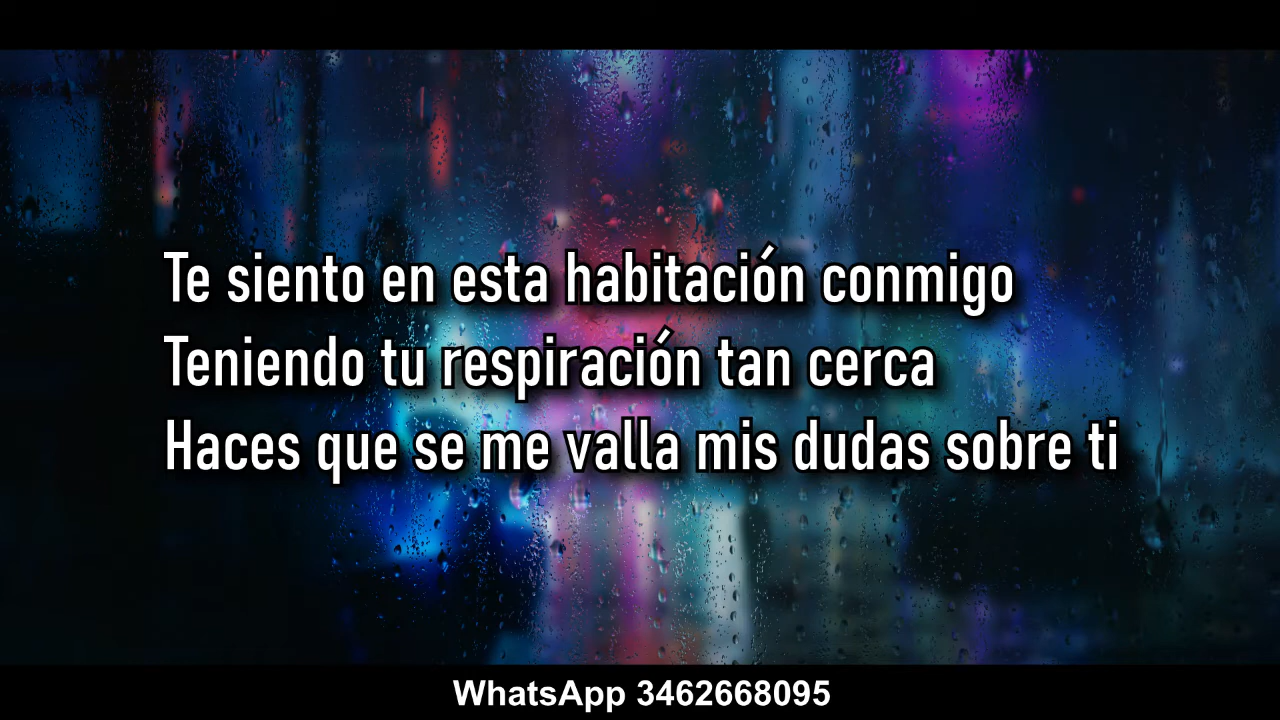 Te siento en esta habitación conmigo
Teniendo tu respiración tan cerca
Haces que se me valla mis dudas sobre ti
WhatsApp 3462668095